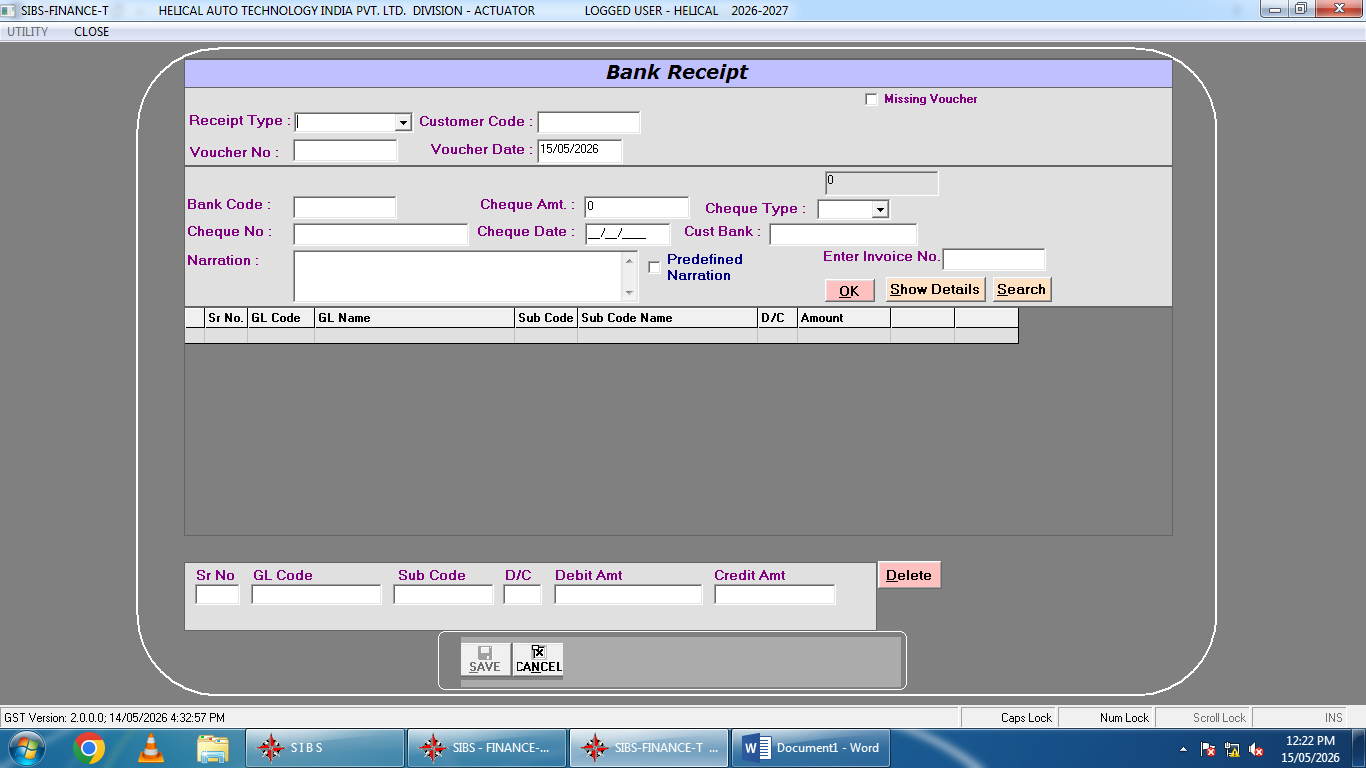 SIBS-FINANCE-T HELICAL AUTO TECHNOLOGY INDIA PVT. LTD. DIVISION - ACTUATOR LOGGED USER - HELICAL 2026-2027
UTILITY CLOSE
Bank Receipt
Missing Voucher
Receipt Type : Customer Code :
Voucher No : Voucher Date : 15/05/2026
0
Bank Code : Cheque Amt. : 0 Cheque Type :
Cheque No : Cheque Date : __/__/____ Cust Bank :
Narration : Predefined Narration Enter Invoice No.
OK Show Details Search
Sr No. GL Code GL Name Sub Code Sub Code Name D/C Amount
Sr No GL Code Sub Code D/C Debit Amt Credit Amt Delete
SAVE CANCEL
GST Version: 2.0.0.0; 14/05/2026 4:32:57 PM Caps Lock Num Lock Scroll Lock INS
S I B S SIBS - FINANCE-... SIBS-FINANCE-T ... Document1 - Word 12:22 PM
15/05/2026